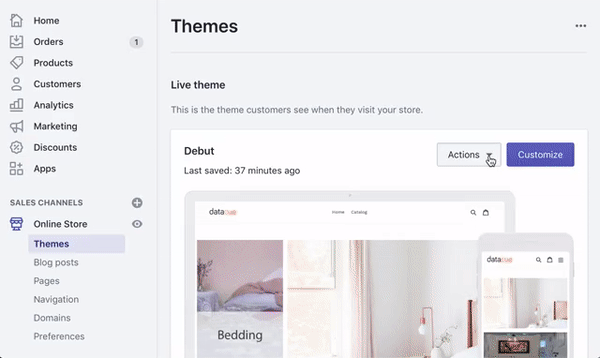 Home
Orders
1
Products
Customers
Analytics
Marketing
Discounts
Apps
SALES CHANNELS
Online Store
Themes
Blog posts
Pages
Navigation
Domains
Preferences
Themes
Live theme
This is the theme customers see when they visit your store.
Debut
Last saved: 37 minutes ago
Actions
Customize
Home
Catalog
Bedding